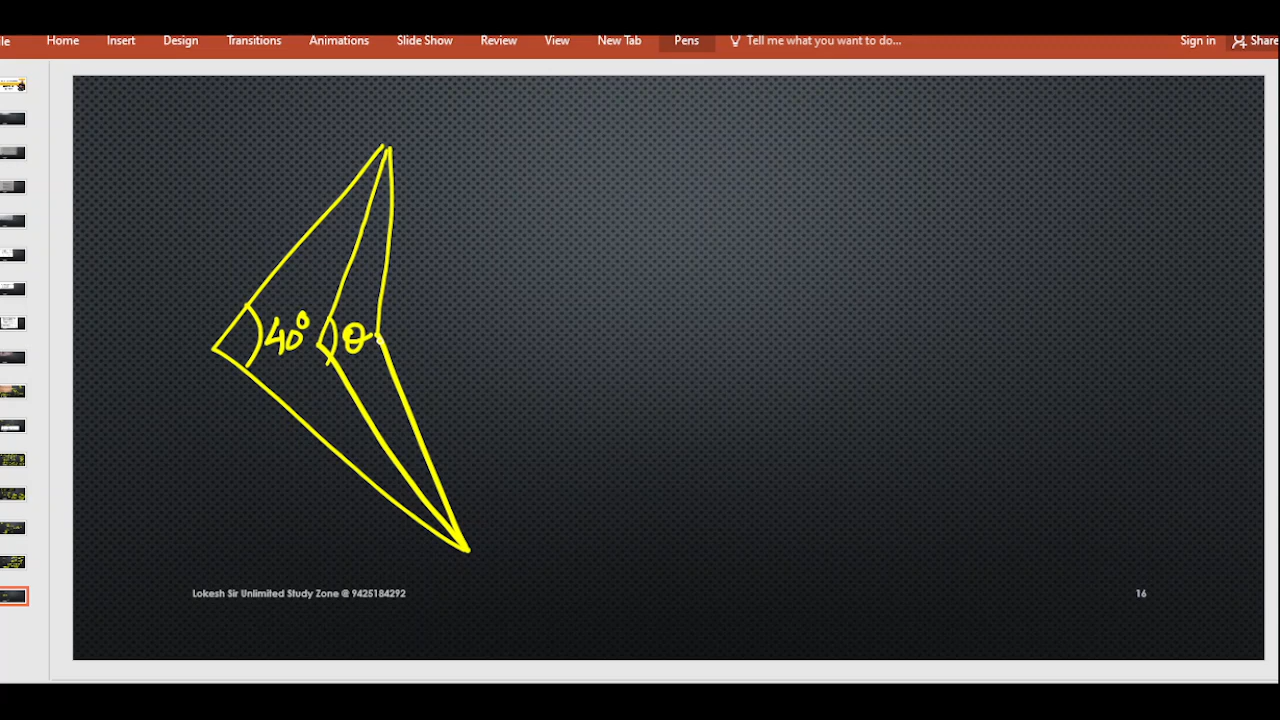 le Home Insert Design Transitions Animations Slide Show Review View New Tab Pens Tell me what you want to do... Sign in Share
40° θ
Lokesh Sir Unlimited Study Zone @ 9425184292 16